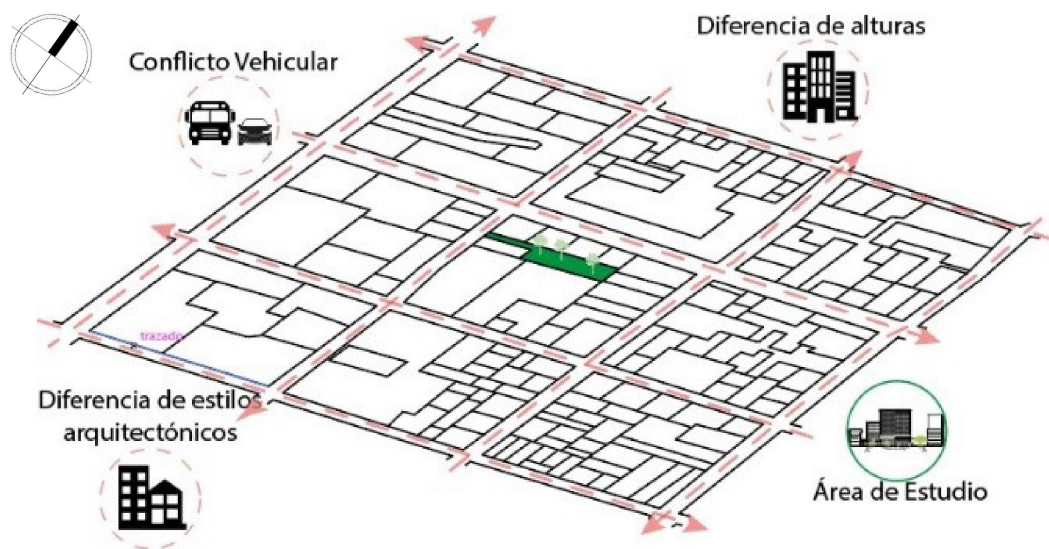 Diferencia de alturas
Conflicto Vehicular
trazado
Diferencia de estilos
arquitectónicos
Área de Estudio